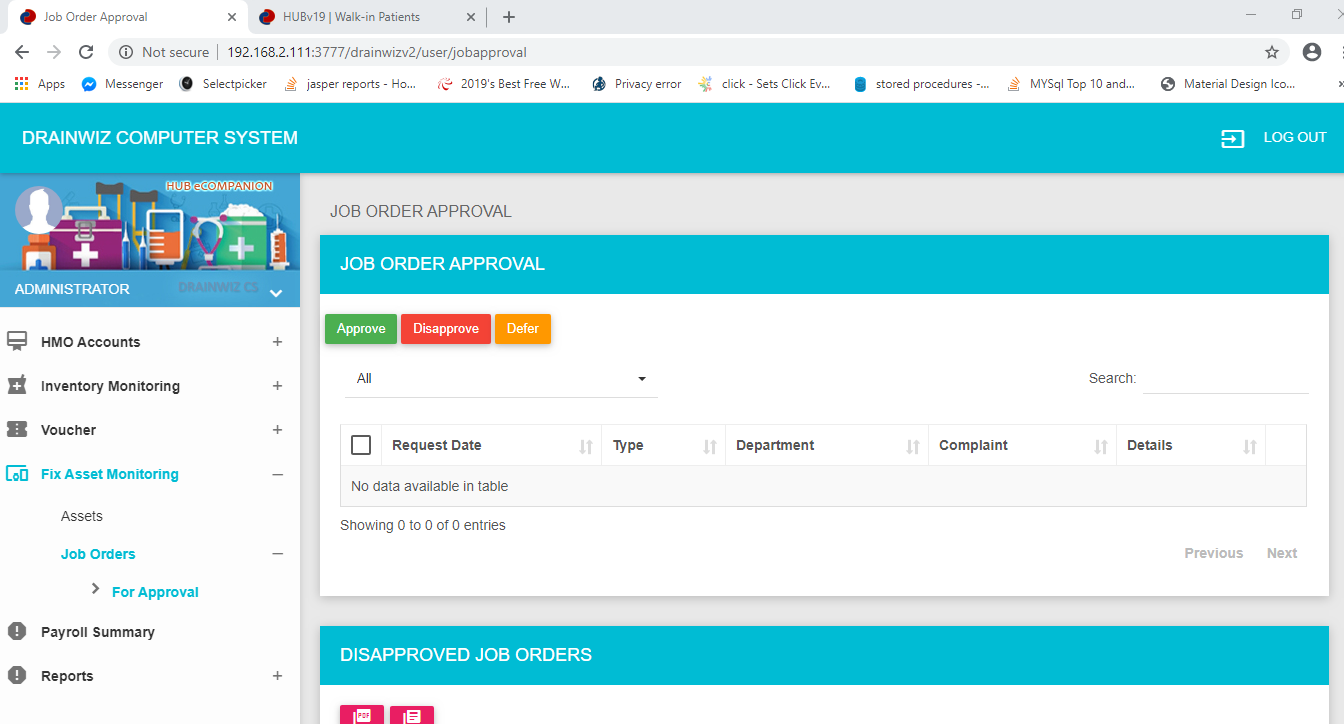 Job Order Approval
HUBv19 | Walk-in Patients
Not secure
192.168.2.111:3777/drainwizv2/user/jobapproval
Apps
Messenger
Selectpicker
jasper reports - Ho...
2019's Best Free W...
Privacy error
click - Sets Click Ev...
stored procedures -...
MYSql Top 10 and...
Material Design Ico...
DRAINWIZ COMPUTER SYSTEM
LOG OUT
HUB eCOMPANION
ADMINISTRATOR
DRAINWIZ CS
HMO Accounts
Inventory Monitoring
Voucher
Fix Asset Monitoring
Assets
Job Orders
For Approval
Payroll Summary
Reports
JOB ORDER APPROVAL
JOB ORDER APPROVAL
Approve
Disapprove
Defer
All
Search:
Request Date
Type
Department
Complaint
Details
No data available in table
Showing 0 to 0 of 0 entries
Previous
Next
DISAPPROVED JOB ORDERS
PDF